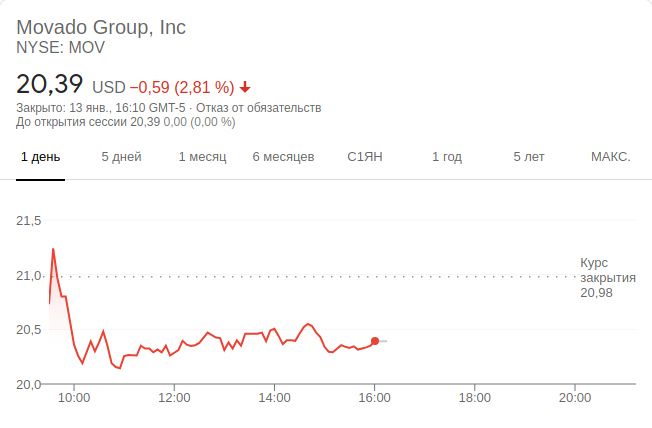 Movado Group, Inc
NYSE: MOV
20,39 USD −0,59 (2,81 %)
Закрыто: 13 янв., 16:10 GMT-5 · Отказ от обязательств
До открытия сессии 20,39 0,00 (0,00 %)
1 день 5 дней 1 месяц 6 месяцев С1ЯН 1 год 5 лет МАКС.
21,5
21,0
20,5
20,0
Курс
закрытия
20,98
10:00 12:00 14:00 16:00 18:00 20:00